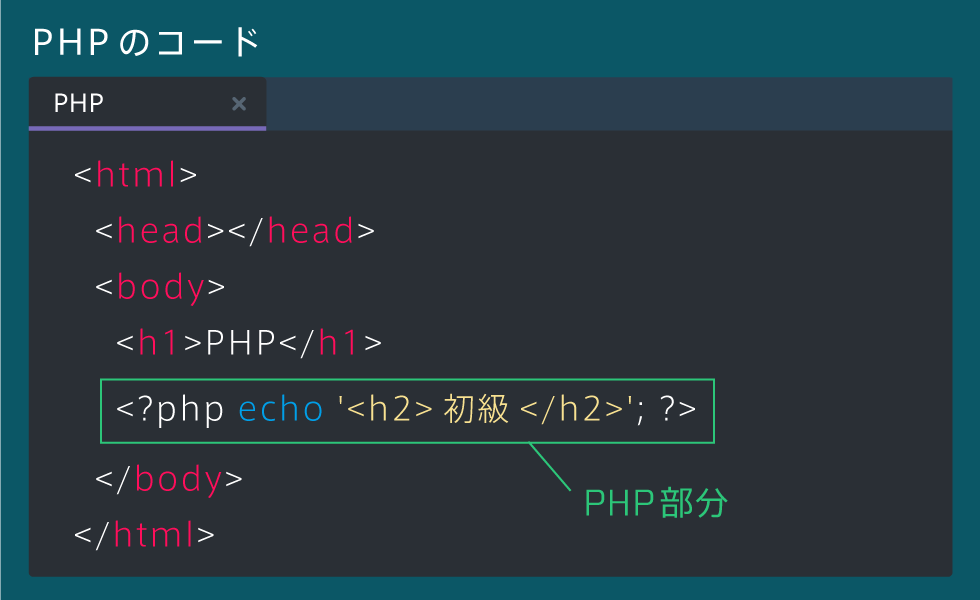 PHPのコード
PHP ×
<html>
<head></head>
<body>
<h1>PHP</h1>
<?php echo '<h2>初級</h2>'; ?>
</body>
PHP部分
</html>